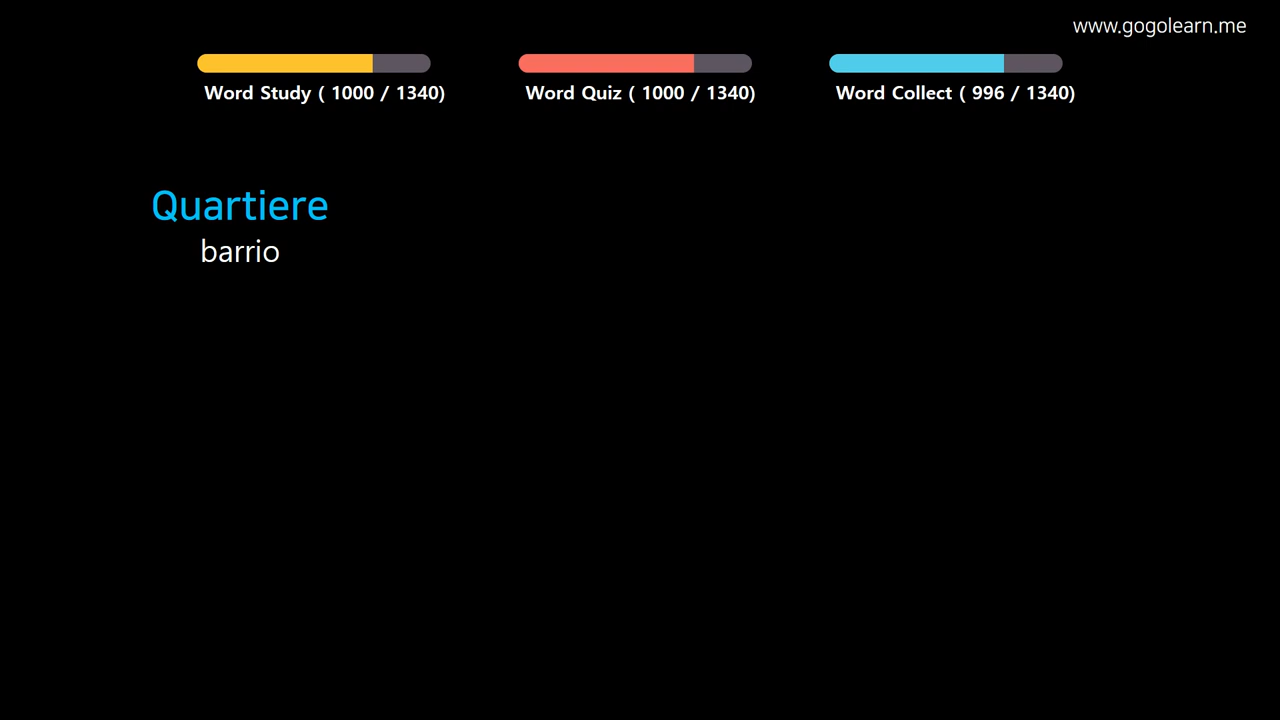 www.gogolearn.me
Word Study ( 1000 / 1340)
Word Quiz ( 1000 / 1340)
Word Collect ( 996 / 1340)
Quartiere
barrio